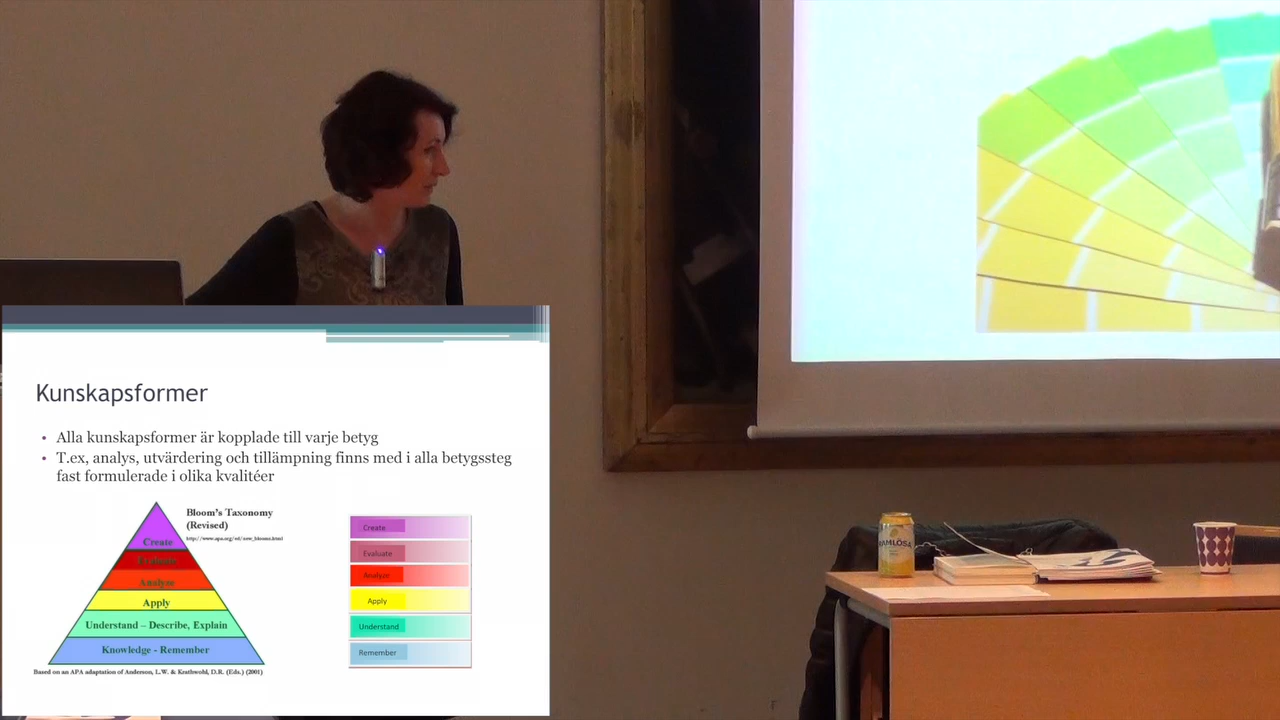 Kunskapsformer
• Alla kunskapsformer är kopplade till varje betyg
• T.ex, analys, utvärdering och tillämpning finns med i alla betygssteg
fast formulerade i olika kvalitéer
Bloom's Taxonomy
(Revised)
Create
Evaluate
Analyze
Apply
Understand – Describe, Explain
Knowledge - Remember
Based on an APA adaptation of Anderson, L.W. & Krathwohl, D.R. (Eds.) (2001)
Create
Evaluate
Analyze
Apply
Understand
Remember
RAMLÖSA